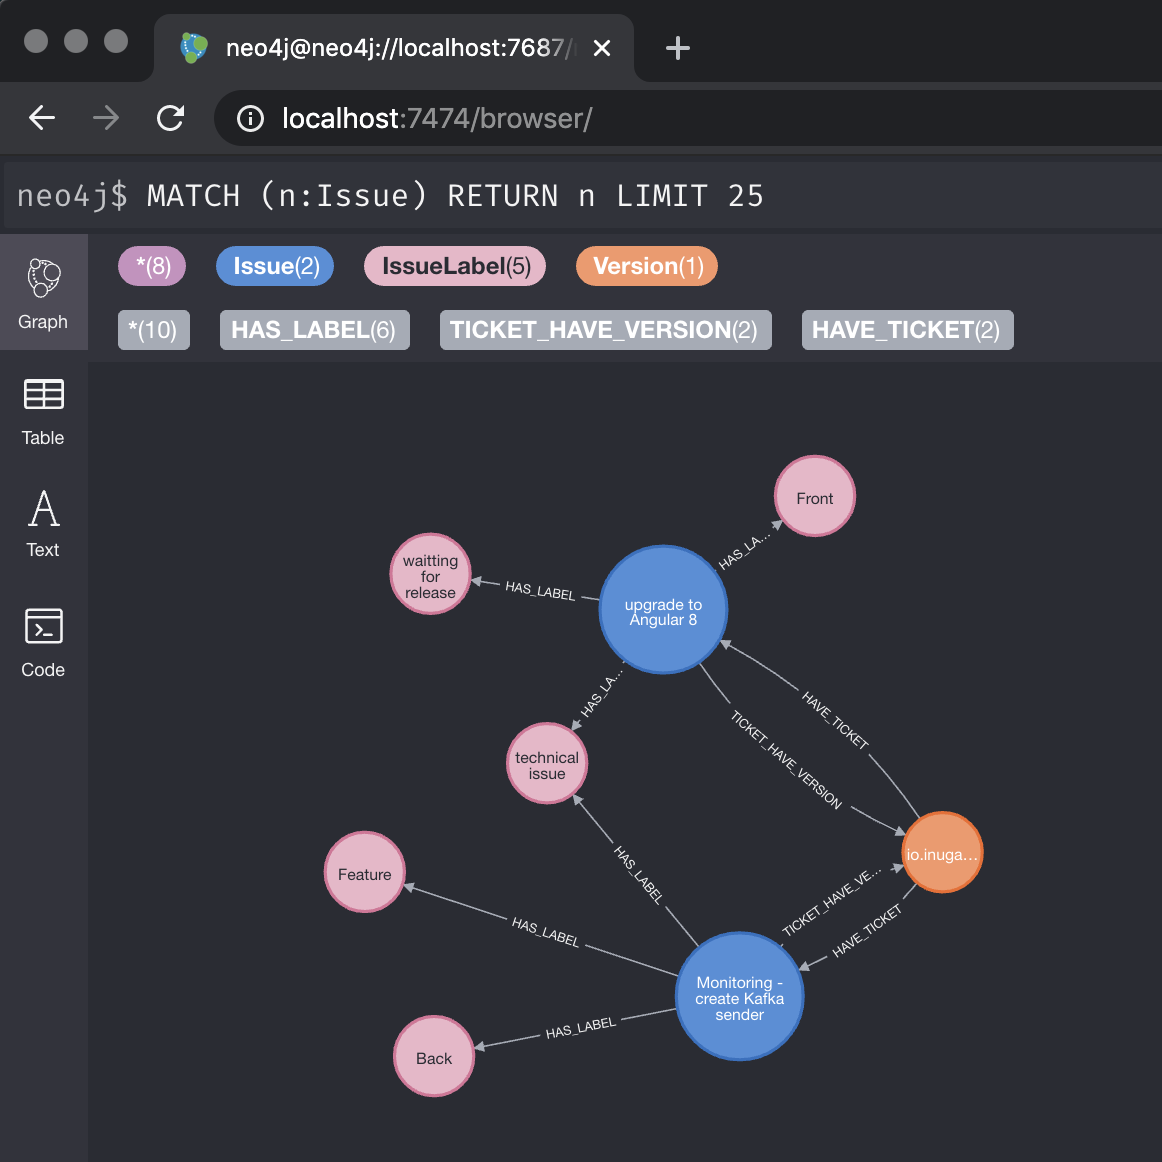 neo4j@neo4j://localhost:7687/
localhost:7474/browser/
neo4j$ MATCH (n:Issue) RETURN n LIMIT 25
*(8) Issue(2) IssueLabel(5) Version(1)
*(10) HAS_LABEL(6) TICKET_HAVE_VERSION(2) HAVE_TICKET(2)
Graph
Table
Text
Code
Front
HAS_LA...
waitting
for
release
HAS_LABEL
upgrade to
Angular 8
HAS_LA...
HAVE_TICKET
TICKET_HAVE_VERSION
technical
issue
io.inuga...
Feature
HAS_LABEL
TICKET_HAVE_VE...
HAVE_TICKET
HAS_LABEL
Monitoring -
create Kafka
sender
HAS_LABEL
Back